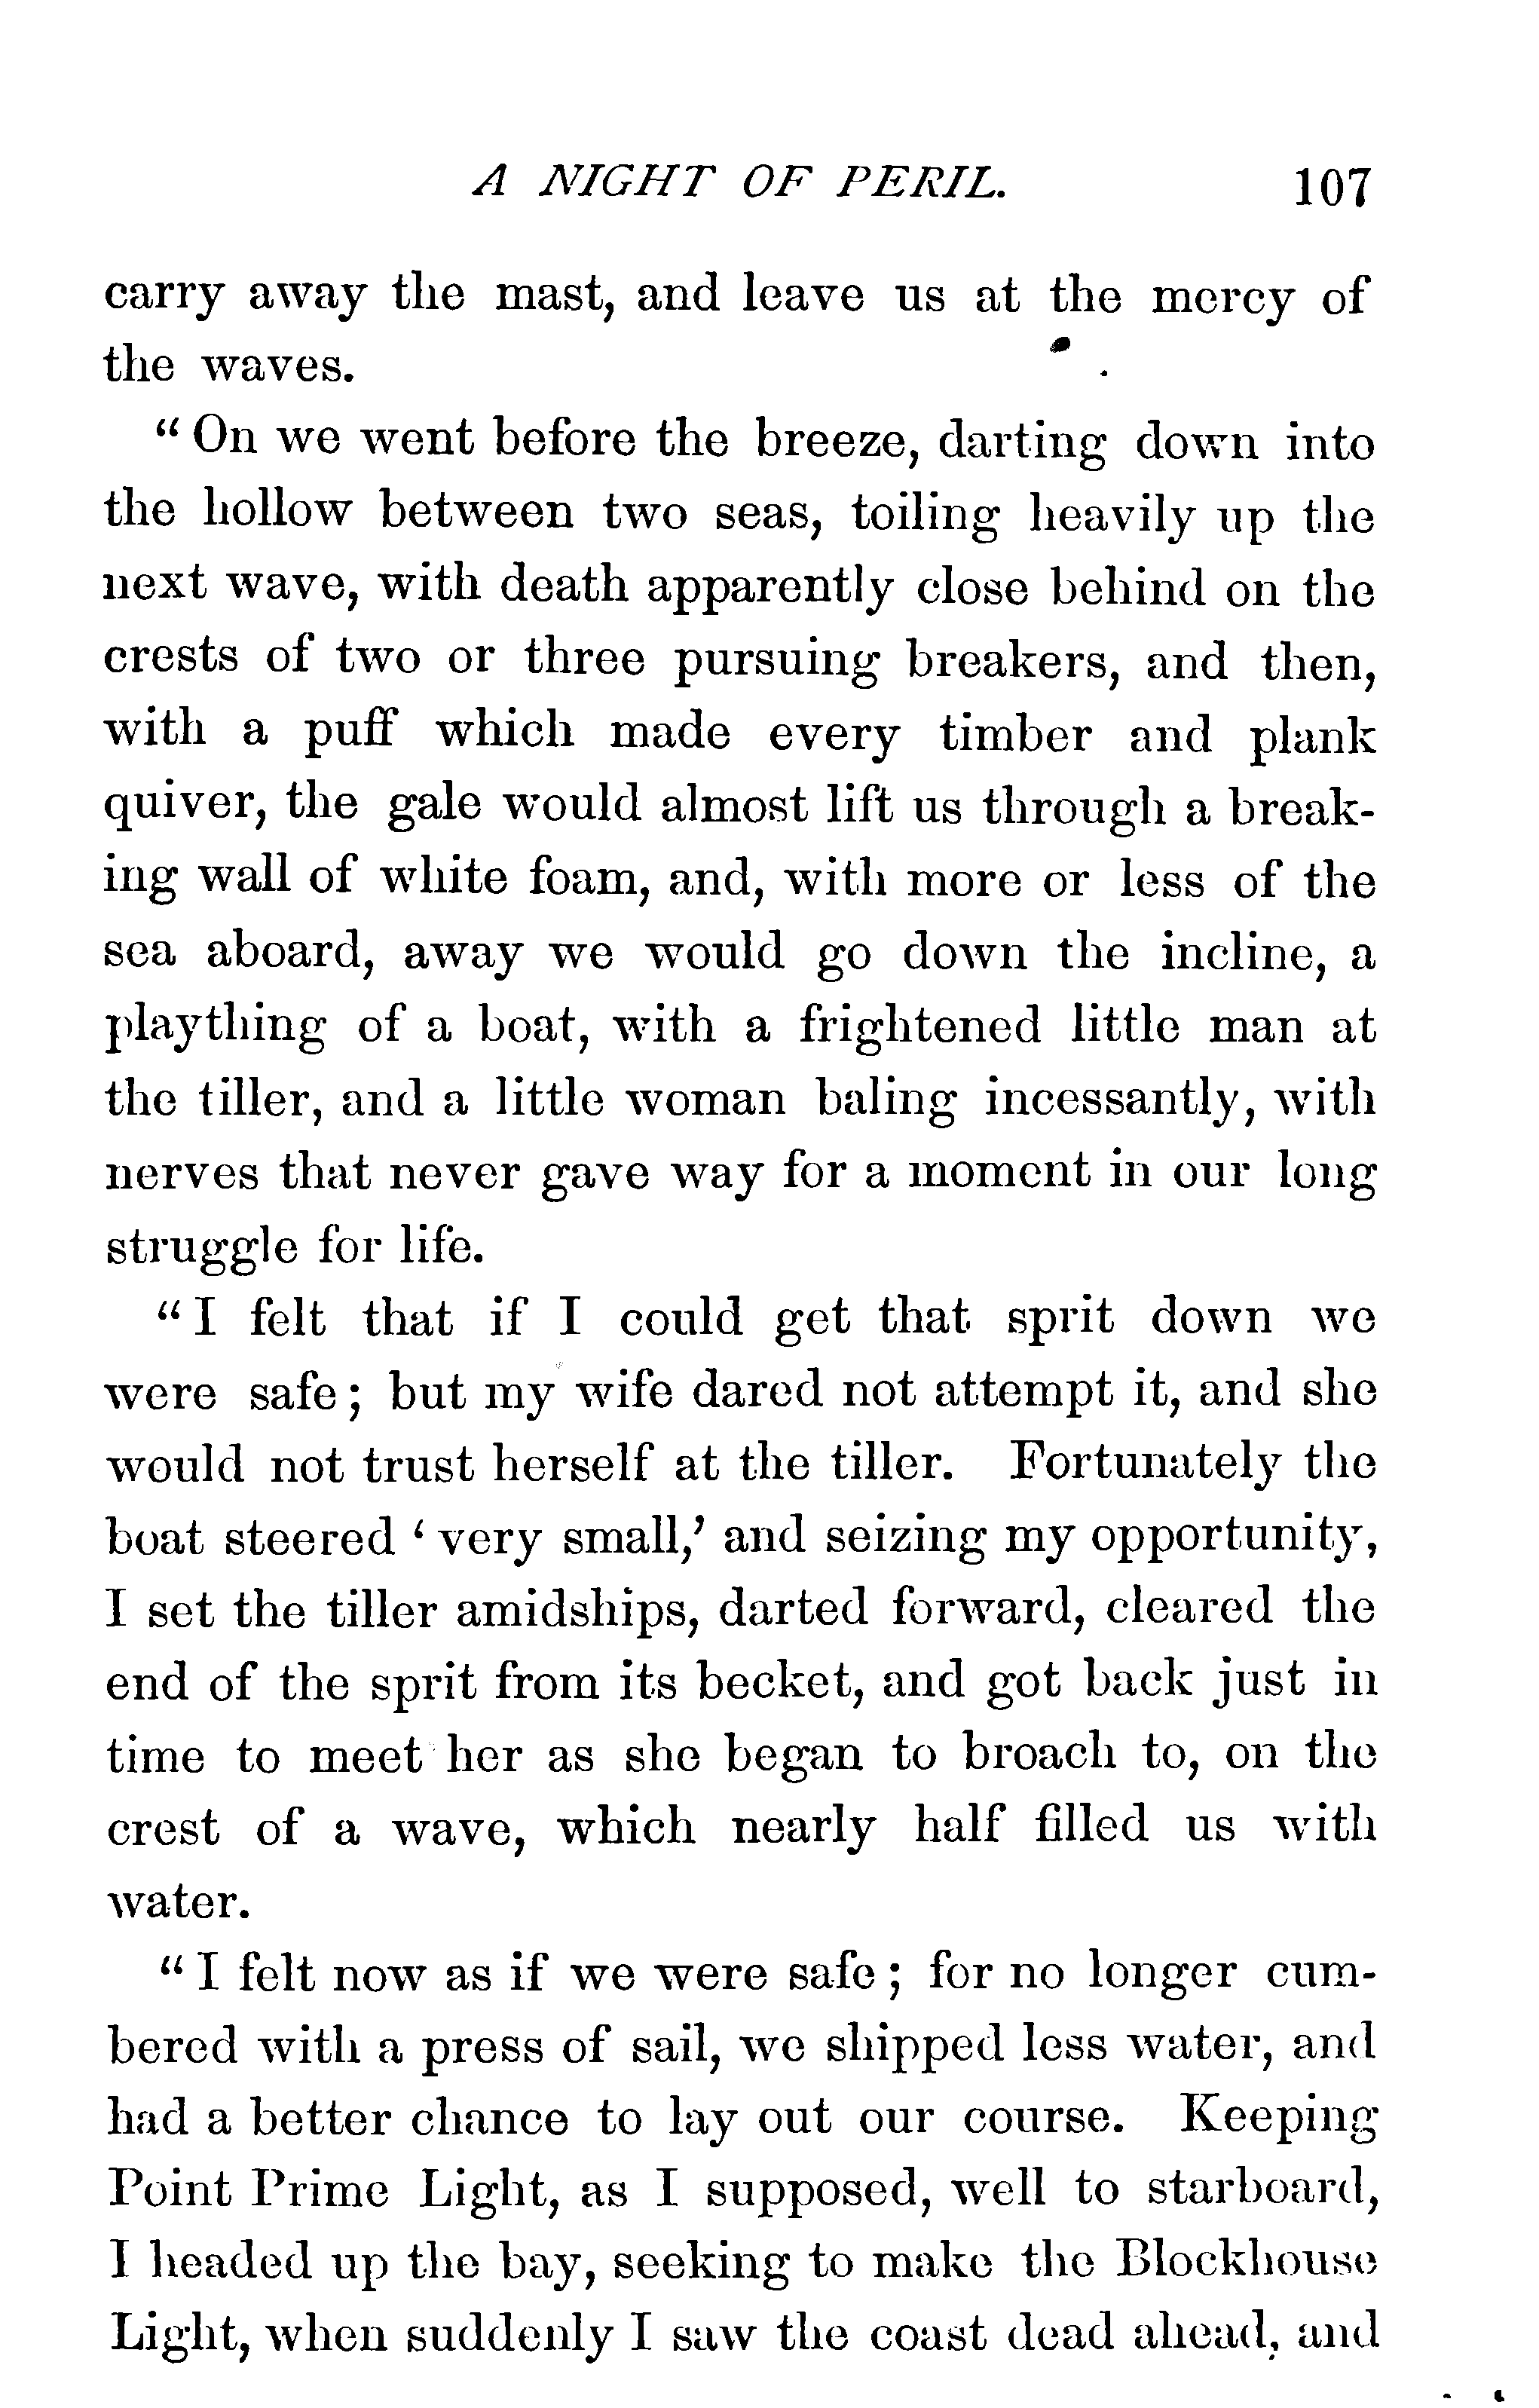 A NIGHT OF PERIL. 107
carry away the mast, and leave us at the mercy of
the waves.
“ On we went before the breeze, darting down into
the hollow between two seas, toiling heavily up the
next wave, with death apparently close behind on the
crests of two or three pursuing breakers, and then,
with a puff which made every timber and plank
quiver, the gale would almost lift us through a break-
ing wall of white foam, and, with more or less of the
sea aboard, away we would go down the incline, a
plaything of a boat, with a frightened little man at
the tiller, and a little woman baling incessantly, with
nerves that never gave way for a moment in our long
struggle for life.
“ I felt that if I could get that sprit down we
were safe ; but my wife dared not attempt it, and she
would not trust herself at the tiller. Fortunately the
boat steered ‘ very small,’ and seizing my opportunity,
I set the tiller amidships, darted forward, cleared the
end of the sprit from its becket, and got back just in
time to meet her as she began to broach to, on the
crest of a wave, which nearly half filled us with
water.
“ I felt now as if we were safe ; for no longer cum-
bered with a press of sail, we shipped less water, and
had a better chance to lay out our course. Keeping
Point Prime Light, as I supposed, well to starboard,
I headed up the bay, seeking to make the Blockhouse
Light, when suddenly I saw the coast dead ahead, and